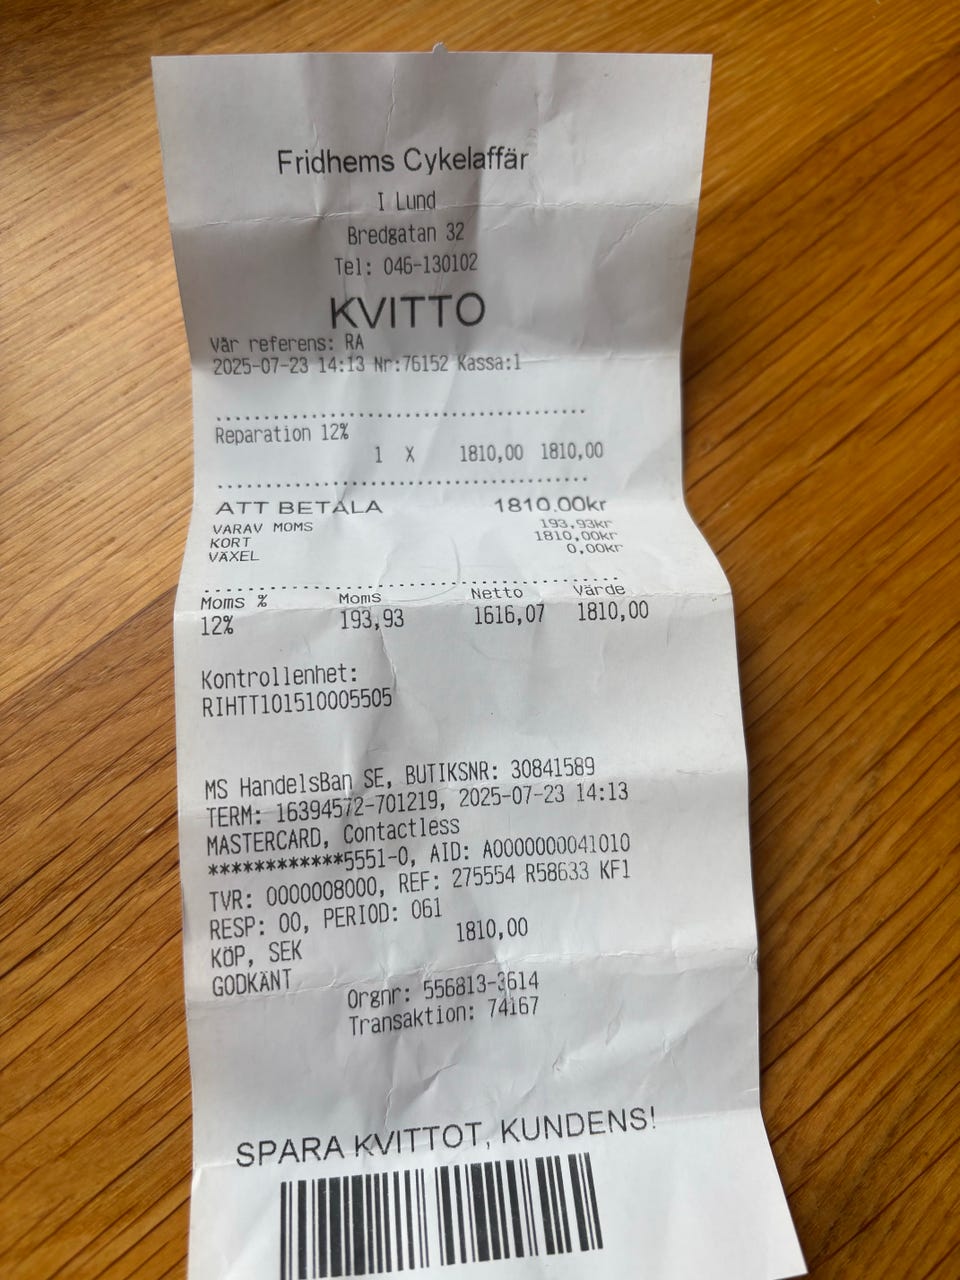 Fridhems Cykelaffär
I Lund
Bredgatan 32
Tel: 046-130102
KVITTO
Vår referens: RA
2025-07-23 14:13 Nr:76152 Kassa:1
Reparation 12%
1 X 1810,00 1810,00
ATT BETALA 1810.00kr
VARAV MOMS 193,93kr
KORT 1810,00kr
VÄXEL 0,00kr
Moms % Moms Netto Värde
12% 193,93 1616,07 1810,00
Kontrollenhet:
RIHTT101510005505
MS HandelsBan SE, BUTIKSNR: 30841589
TERM: 16394572-701219, 2025-07-23 14:13
MASTERCARD, Contactless
************5551-0, AID: A0000000041010
TVR: 0000008000, REF: 275554 R58633 KF1
RESP: 00, PERIOD: 061
KÖP, SEK 1810,00
GODKÄNT
Orgnr: 556813-3614
Transaktion: 74167
SPARA KVITTOT, KUNDENS!